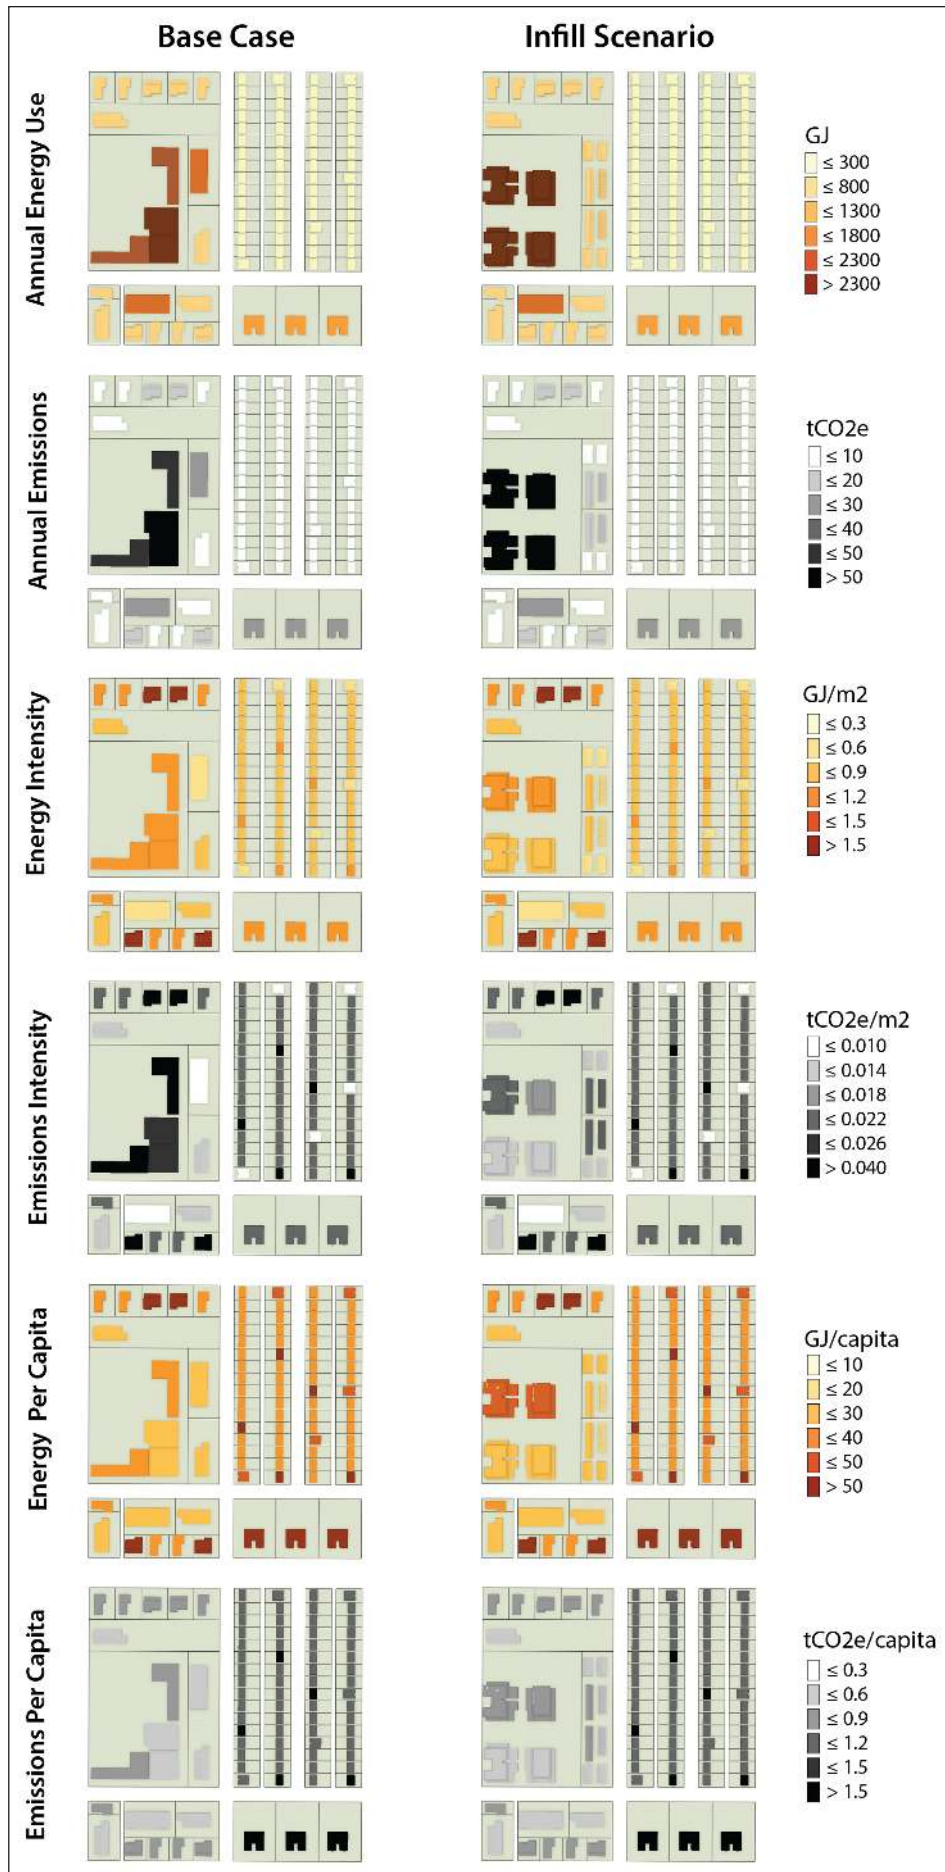 Base Case
Infill Scenario
Annual Energy Use
GJ
≤ 300
≤ 800
≤ 1300
≤ 1800
≤ 2300
> 2300
Annual Emissions
tCO2e
≤ 10
≤ 20
≤ 30
≤ 40
≤ 50
> 50
Energy Intensity
GJ/m2
≤ 0.3
≤ 0.6
≤ 0.9
≤ 1.2
≤ 1.5
> 1.5
Emissions Intensity
tCO2e/m2
≤ 0.010
≤ 0.014
≤ 0.018
≤ 0.022
≤ 0.026
> 0.040
Energy Per Capita
GJ/capita
≤ 10
≤ 20
≤ 30
≤ 40
≤ 50
> 50
Emissions Per Capita
tCO2e/capita
≤ 0.3
≤ 0.6
≤ 0.9
≤ 1.2
≤ 1.5
> 1.5